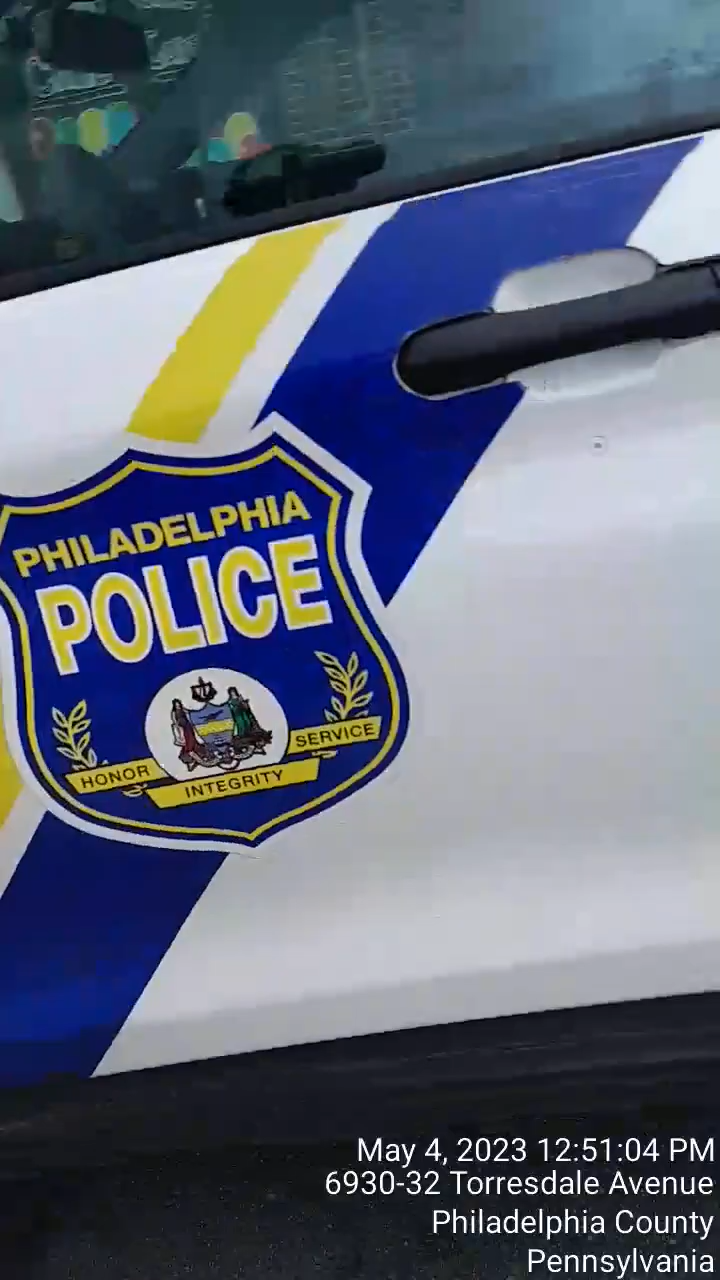 PHILADELPHIA
POLICE
HONOR
INTEGRITY
SERVICE
May 4, 2023 12:51:04 PM
6930-32 Torresdale Avenue
Philadelphia County
Pennsylvania